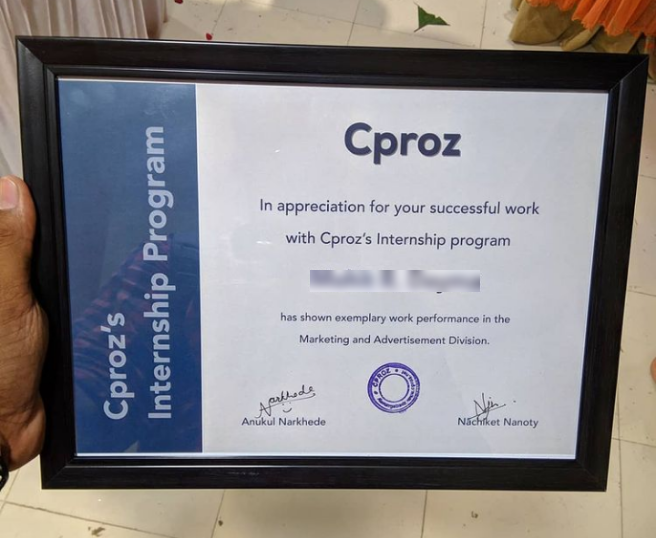 Cproz's
Internship Program
Cproz
In appreciation for your successful work
with Cproz's Internship program
has shown exemplary work performance in the
Marketing and Advertisement Division.
Narkhede
Anukul Narkhede
Nachiket Nanoty